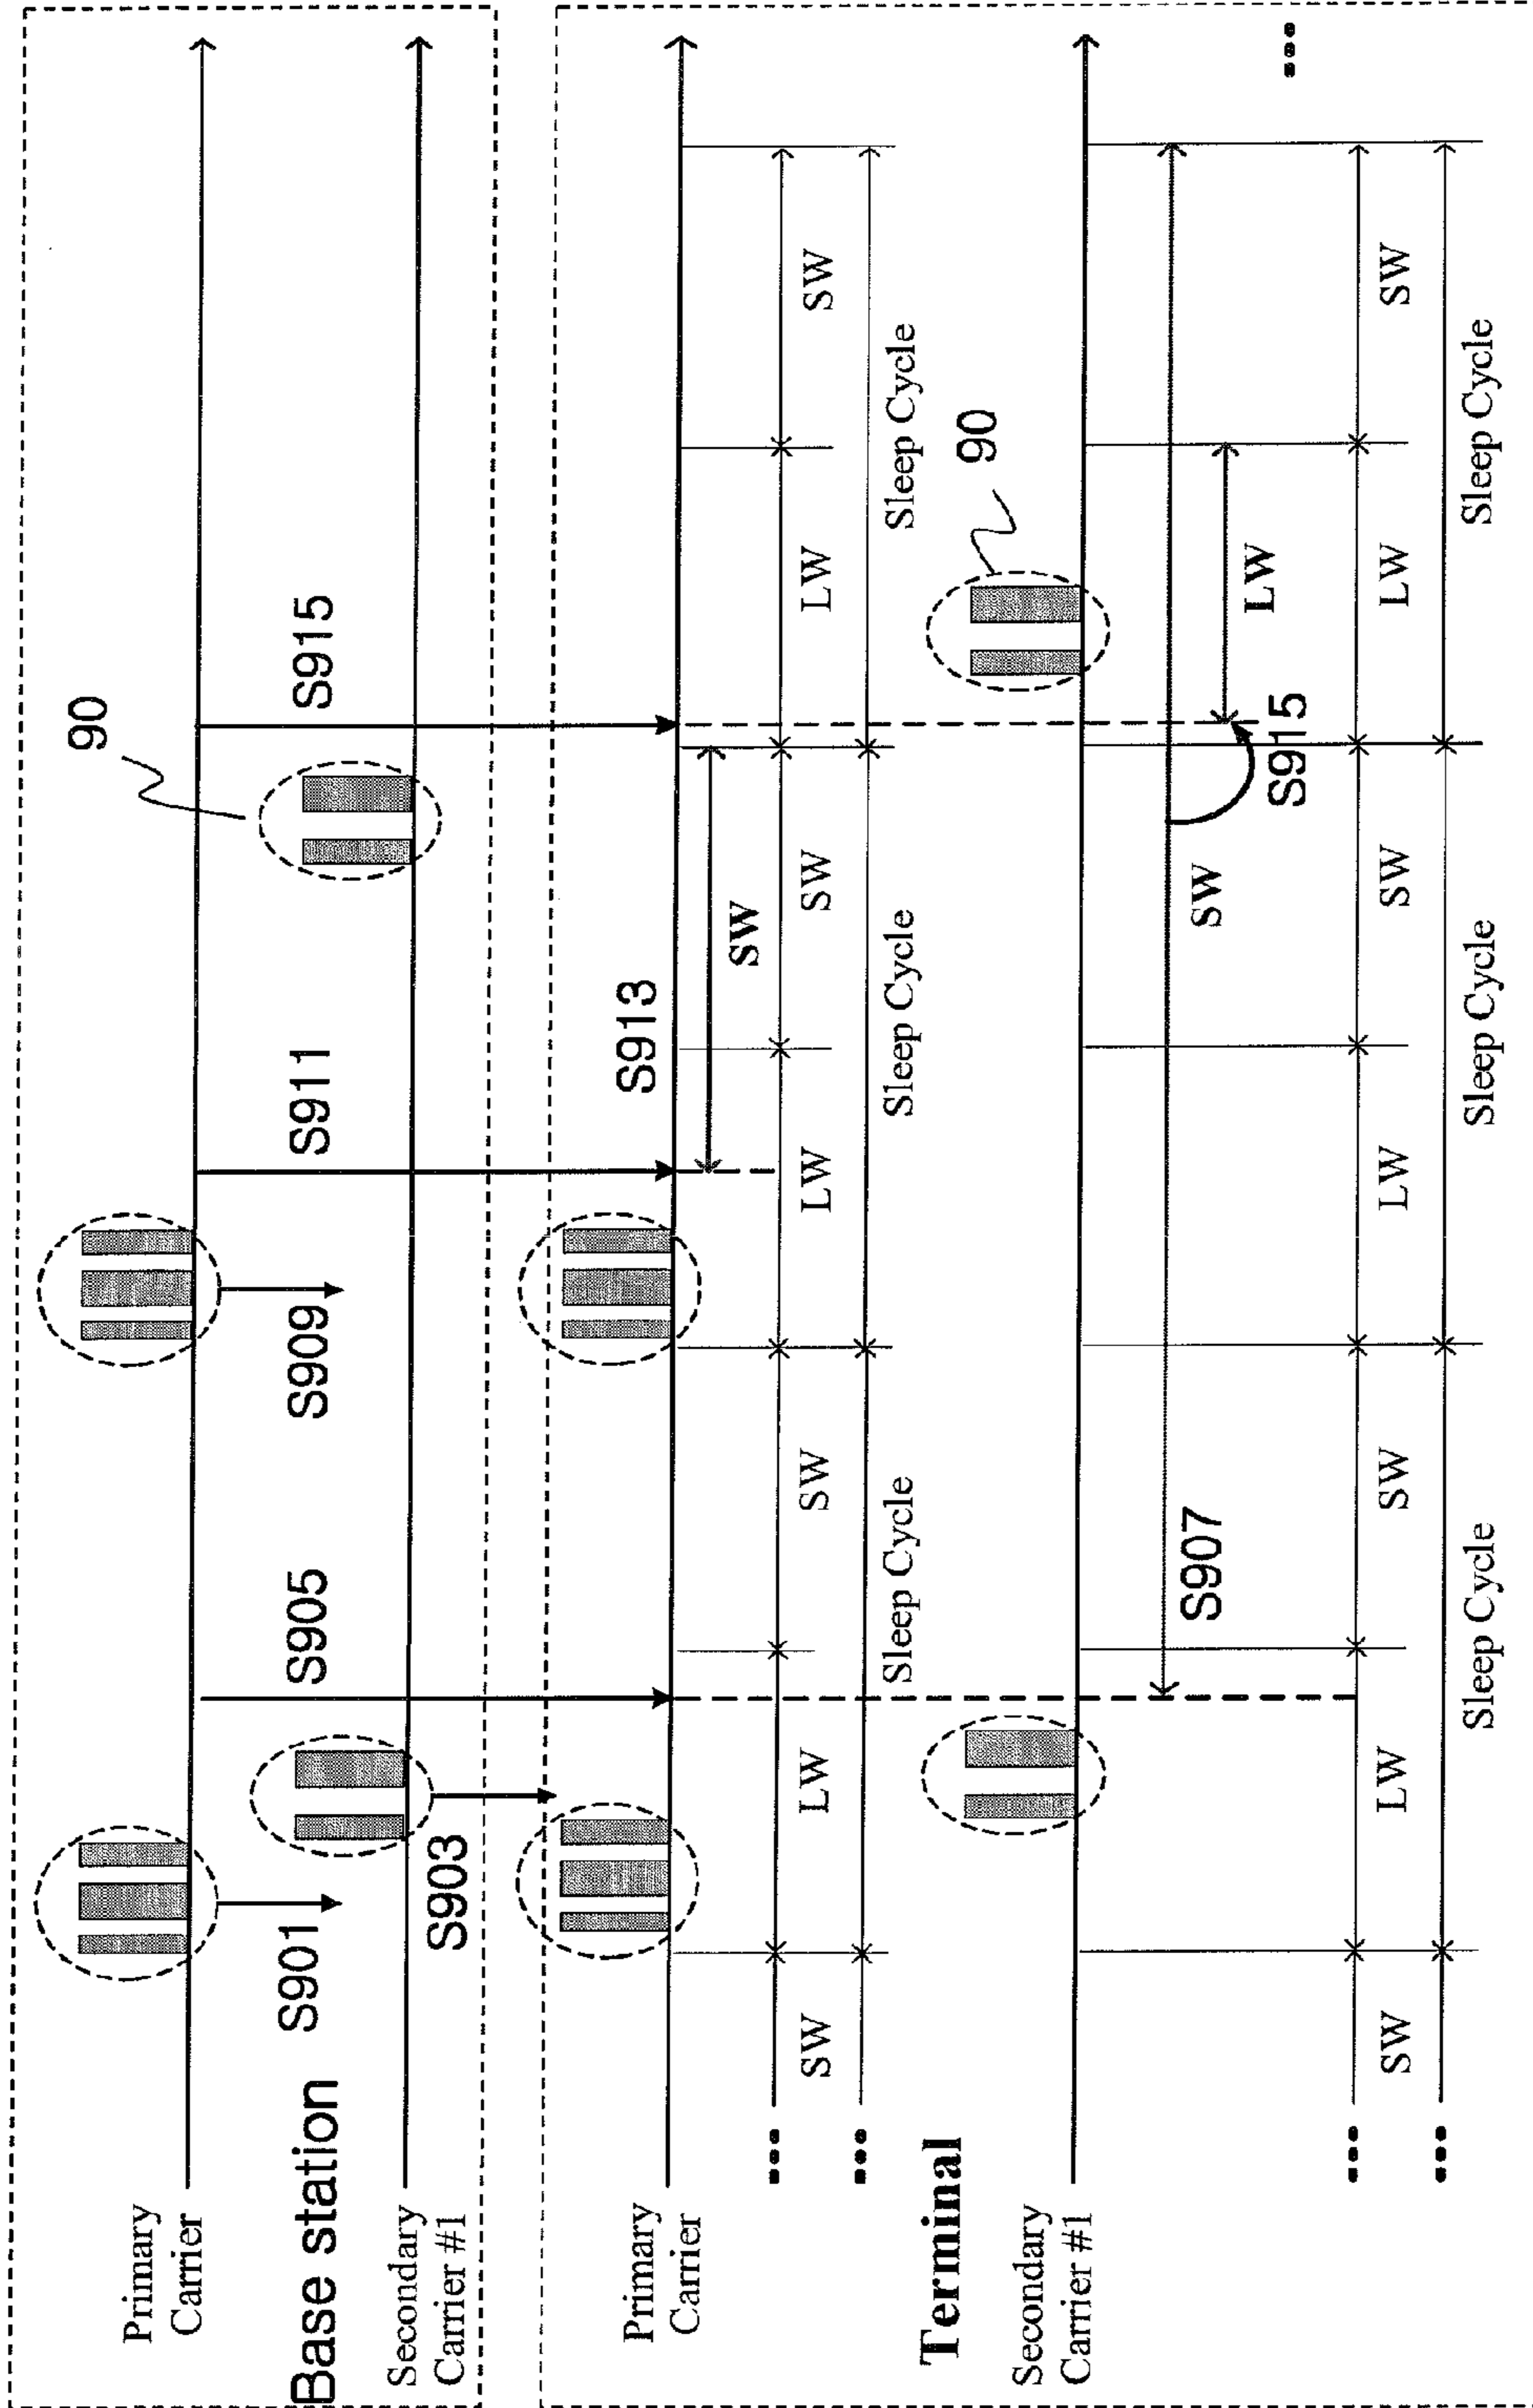 Primary
Carrier
90
S901
S909
S905
S911
S915
Base station
S903
Secondary
Carrier #1
Primary
Carrier
S913
SW
•••
SW
LW
SW
LW
SW
LW
SW
•••
Sleep Cycle
Sleep Cycle
Sleep Cycle
Terminal
90
Secondary
Carrier #1
S907
SW
S915
LW
•••
•••
SW
LW
SW
LW
SW
LW
SW
•••
Sleep Cycle
Sleep Cycle
Sleep Cycle